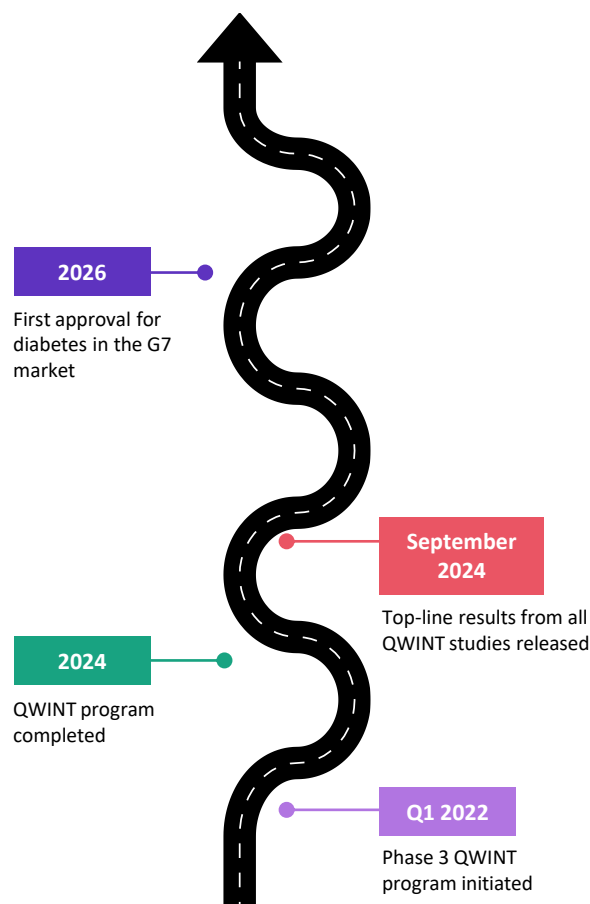 2026
First approval for
diabetes in the G7
market
September
2024
Top-line results from all
QWINT studies released
2024
QWINT program
completed
Q1 2022
Phase 3 QWINT
program initiated